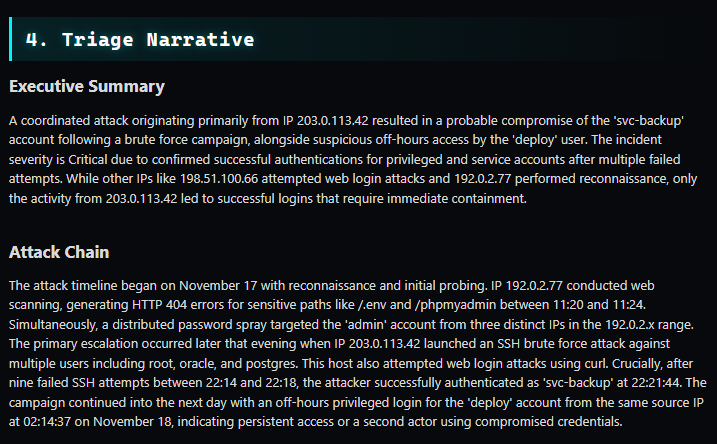 4. Triage Narrative
Executive Summary
A coordinated attack originating primarily from IP 203.0.113.42 resulted in a probable compromise of the 'svc-backup'
account following a brute force campaign, alongside suspicious off-hours access by the 'deploy' user. The incident
severity is Critical due to confirmed successful authentications for privileged and service accounts after multiple failed
attempts. While other IPs like 198.51.100.66 attempted web login attacks and 192.0.2.77 performed reconnaissance, only
the activity from 203.0.113.42 led to successful logins that require immediate containment.
Attack Chain
The attack timeline began on November 17 with reconnaissance and initial probing. IP 192.0.2.77 conducted web
scanning, generating HTTP 404 errors for sensitive paths like /.env and /phpmyadmin between 11:20 and 11:24.
Simultaneously, a distributed password spray targeted the 'admin' account from three distinct IPs in the 192.0.2.x range.
The primary escalation occurred later that evening when IP 203.0.113.42 launched an SSH brute force attack against
multiple users including root, oracle, and postgres. This host also attempted web login attacks using curl. Crucially, after
nine failed SSH attempts between 22:14 and 22:18, the attacker successfully authenticated as 'svc-backup' at 22:21:44. The
campaign continued into the next day with an off-hours privileged login for the 'deploy' account from the same source IP
at 02:14:37 on November 18, indicating persistent access or a second actor using compromised credentials.